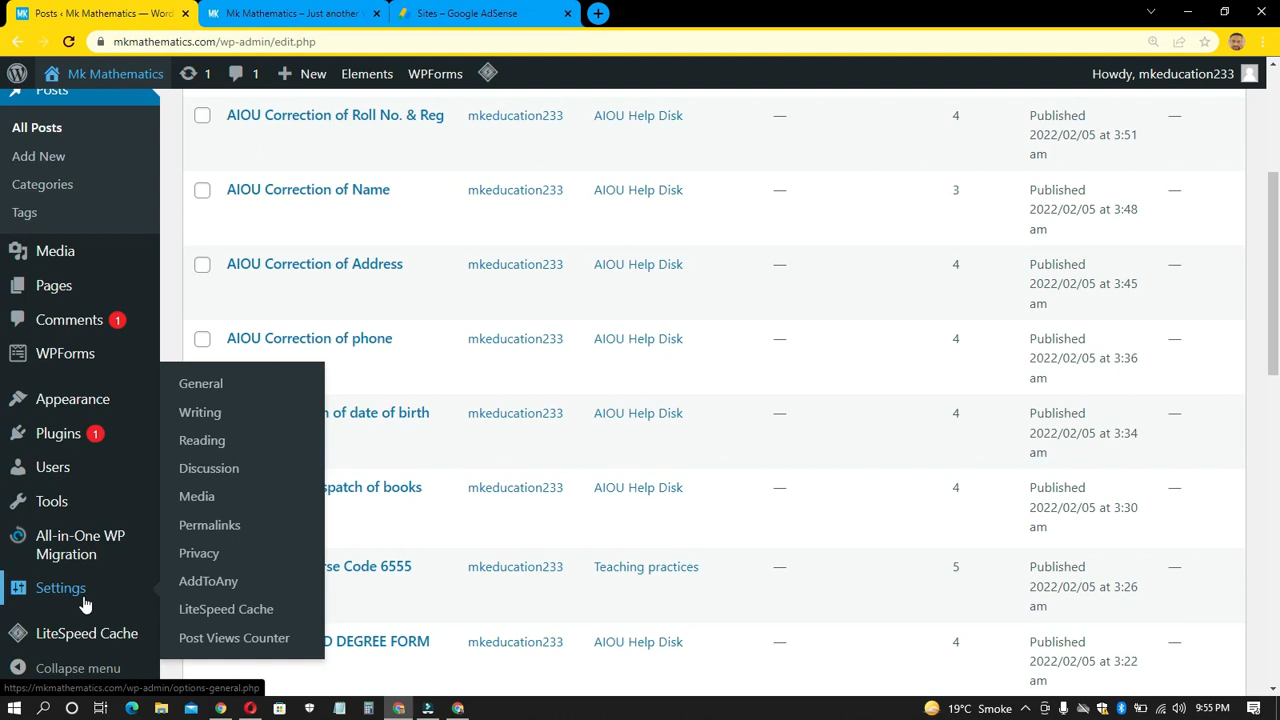 Posts ‹ Mk Mathematics — Word
Mk Mathematics – Just another
Sites – Google AdSense
mkmathematics.com/wp-admin/edit.php
Mk Mathematics
1
1
New
Elements
WPForms
Howdy, mkeducation233
Posts
All Posts
Add New
Categories
Tags
Media
Pages
Comments 1
WPForms
Appearance
Plugins 1
Users
Tools
All-in-One WP
Migration
Settings
LiteSpeed Cache
Collapse menu
General
Writing
Reading
Discussion
Media
Permalinks
Privacy
AddToAny
LiteSpeed Cache
Post Views Counter
AIOU Correction of Roll No. & Reg mkeducation233 AIOU Help Disk — 4 Published —
2022/02/05 at 3:51
am
AIOU Correction of Name mkeducation233 AIOU Help Disk — 3 Published —
2022/02/05 at 3:48
am
AIOU Correction of Address mkeducation233 AIOU Help Disk — 4 Published —
2022/02/05 at 3:45
am
AIOU Correction of phone mkeducation233 AIOU Help Disk — 4 Published —
2022/02/05 at 3:36
am
n of date of birth mkeducation233 AIOU Help Disk — 4 Published —
2022/02/05 at 3:34
am
spatch of books mkeducation233 AIOU Help Disk — 4 Published —
2022/02/05 at 3:30
am
rse Code 6555 mkeducation233 Teaching practices — 5 Published —
2022/02/05 at 3:26
am
D DEGREE FORM mkeducation233 AIOU Help Disk — 4 Published —
2022/02/05 at 3:22
am
https://mkmathematics.com/wp-admin/options-general.php
19°C Smoke
9:55 PM